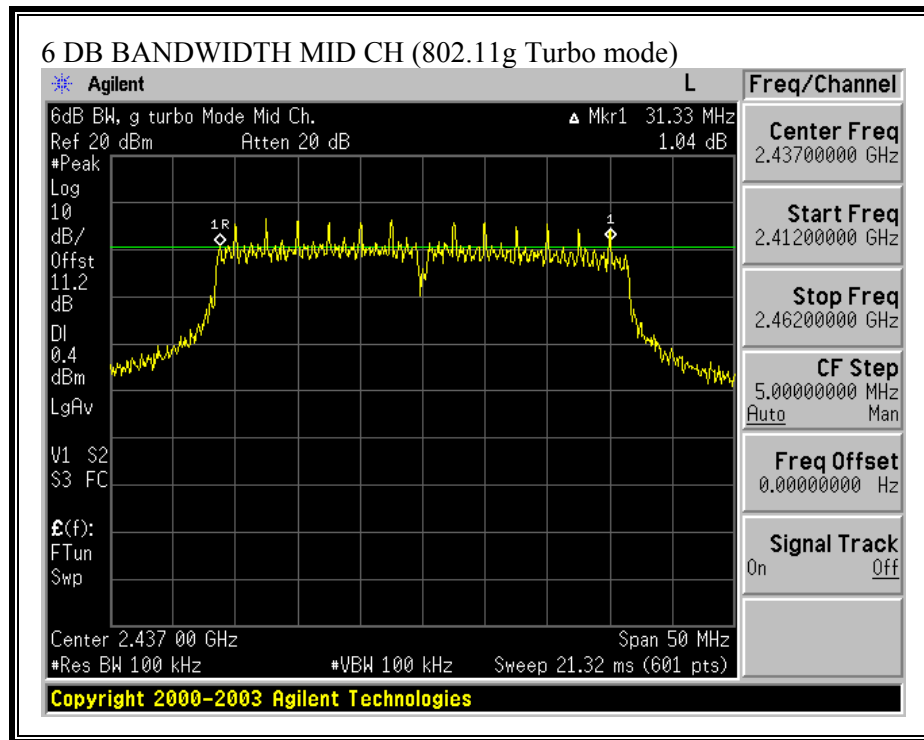 6 DB BANDWIDTH MID CH (802.11g Turbo mode)
Agilent L Freq/Channel
6dB BW, g turbo Mode Mid Ch. Δ Mkr1 31.33 MHz
Ref 20 dBm Atten 20 dB 1.04 dB
#Peak
Log
10
dB/
Offst
11.2
dB
DI
0.4
dBm
LgAv
V1 S2
S3 FC
£(f):
FTun
Swp
1R
1
Center 2.437 00 GHz Span 50 MHz
#Res BW 100 kHz #VBW 100 kHz Sweep 21.32 ms (601 pts)
Center Freq
2.43700000 GHz
Start Freq
2.41200000 GHz
Stop Freq
2.46200000 GHz
CF Step
5.00000000 MHz
Auto Man
Freq Offset
0.00000000 Hz
Signal Track
On Off
Copyright 2000-2003 Agilent Technologies